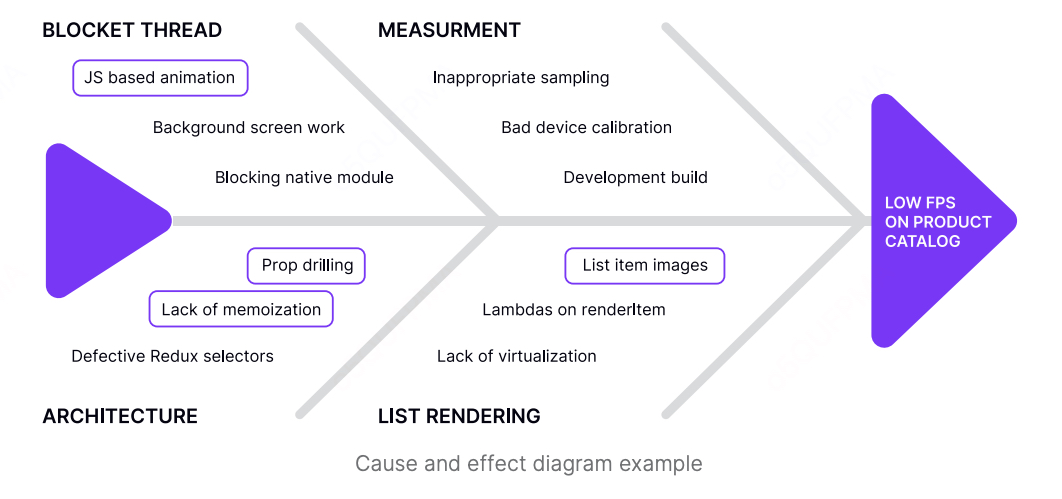 BLOCKET THREAD
JS based animation
Background screen work
Blocking native module
MEASURMENT
Inappropriate sampling
Bad device calibration
Development build
LOW FPS
ON PRODUCT
CATALOG
Prop drilling
Lack of memoization
Defective Redux selectors
ARCHITECTURE
List item images
Lambdas on renderItem
Lack of virtualization
LIST RENDERING
Cause and effect diagram example